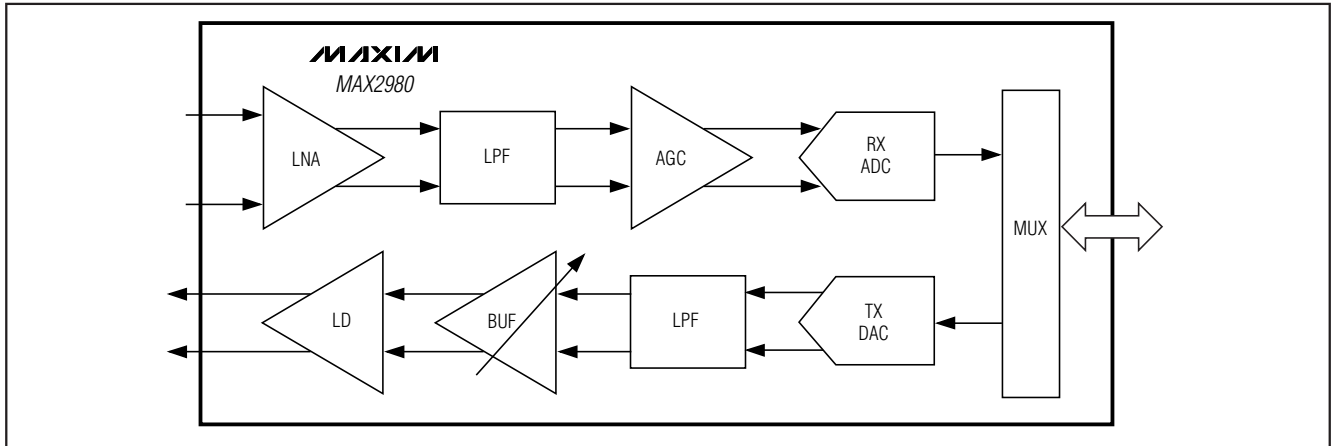 MAXIM
MAX2980
LNA
LPF
AGC
RX
ADC
MUX
LD
BUF
LPF
TX
DAC